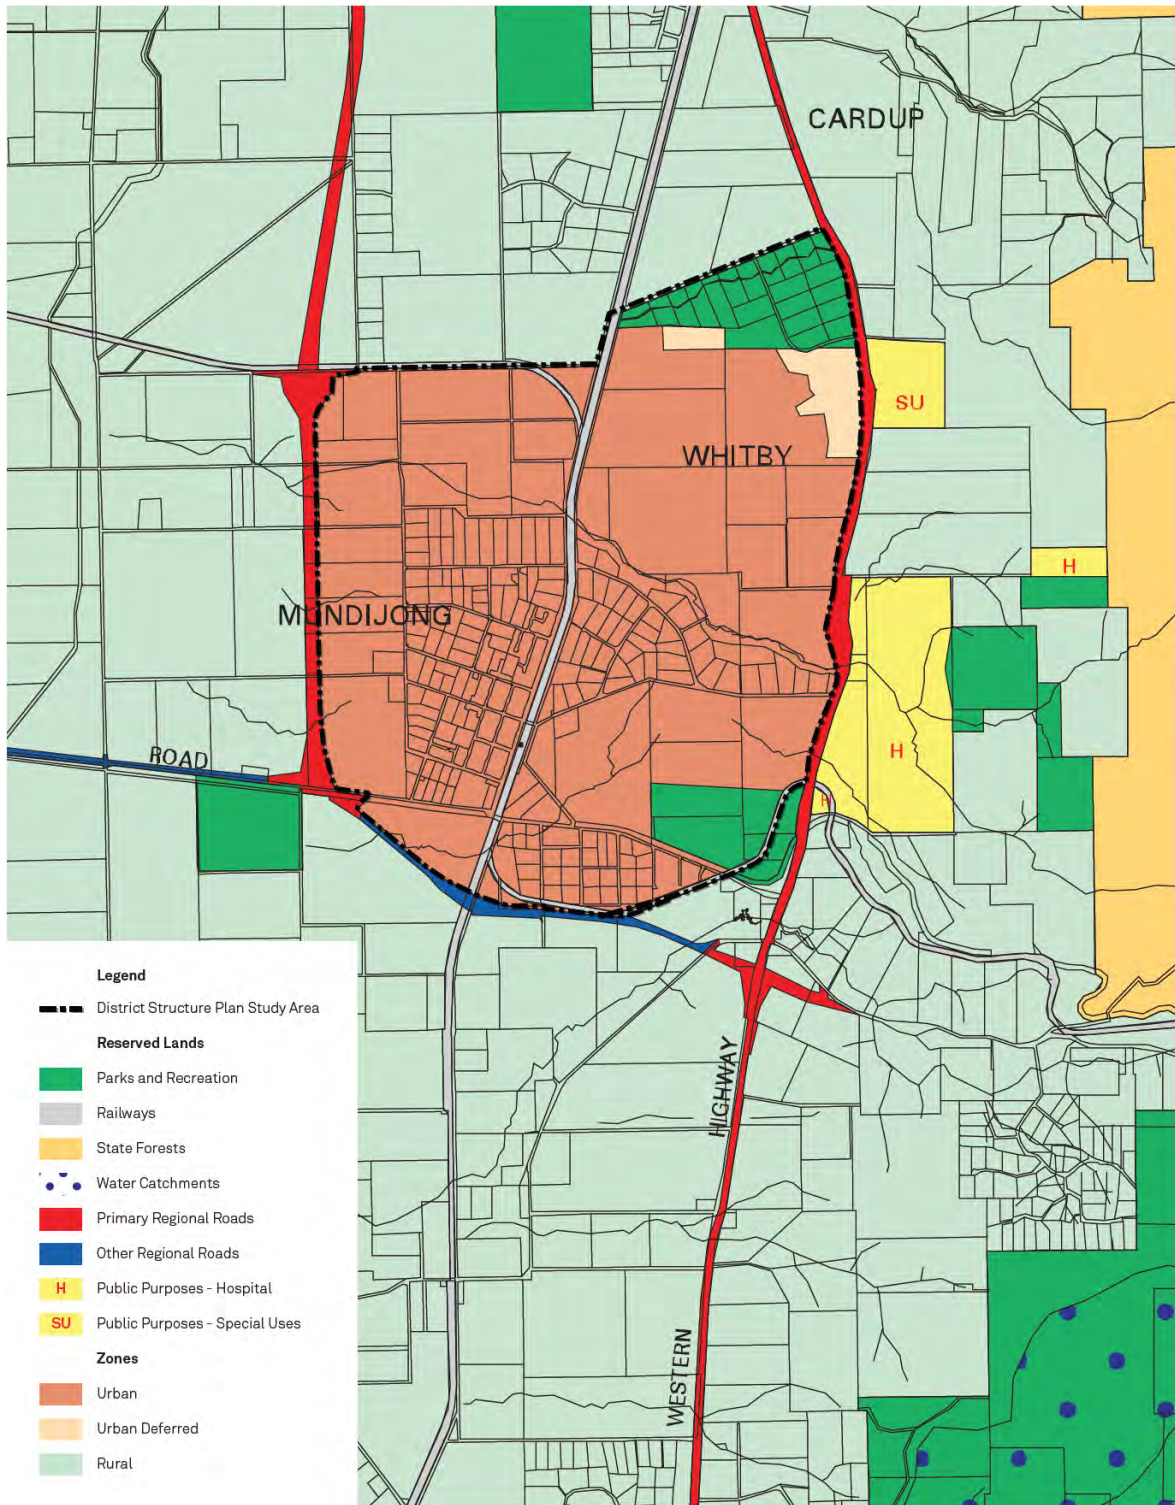 CARDUP
SU
WHITBY
H
MUNDIJONG
ROAD
H
H
HIGHWAY
WESTERN
Legend
District Structure Plan Study Area
Reserved Lands
Parks and Recreation
Railways
State Forests
Water Catchments
Primary Regional Roads
Other Regional Roads
H Public Purposes - Hospital
SU Public Purposes - Special Uses
Zones
Urban
Urban Deferred
Rural